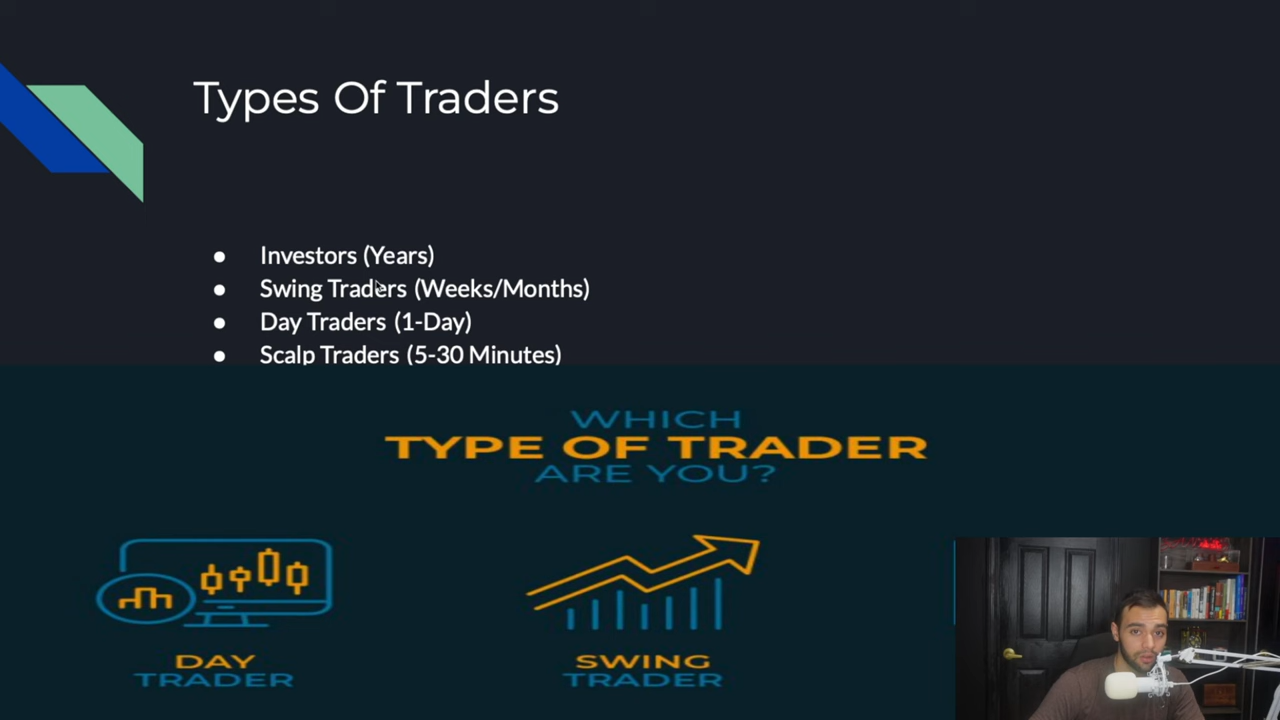 Types Of Traders
● Investors (Years)
● Swing Traders (Weeks/Months)
● Day Traders (1-Day)
● Scalp Traders (5-30 Minutes)
WHICH
TYPE OF TRADER
ARE YOU?
DAY
TRADER
SWING
TRADER